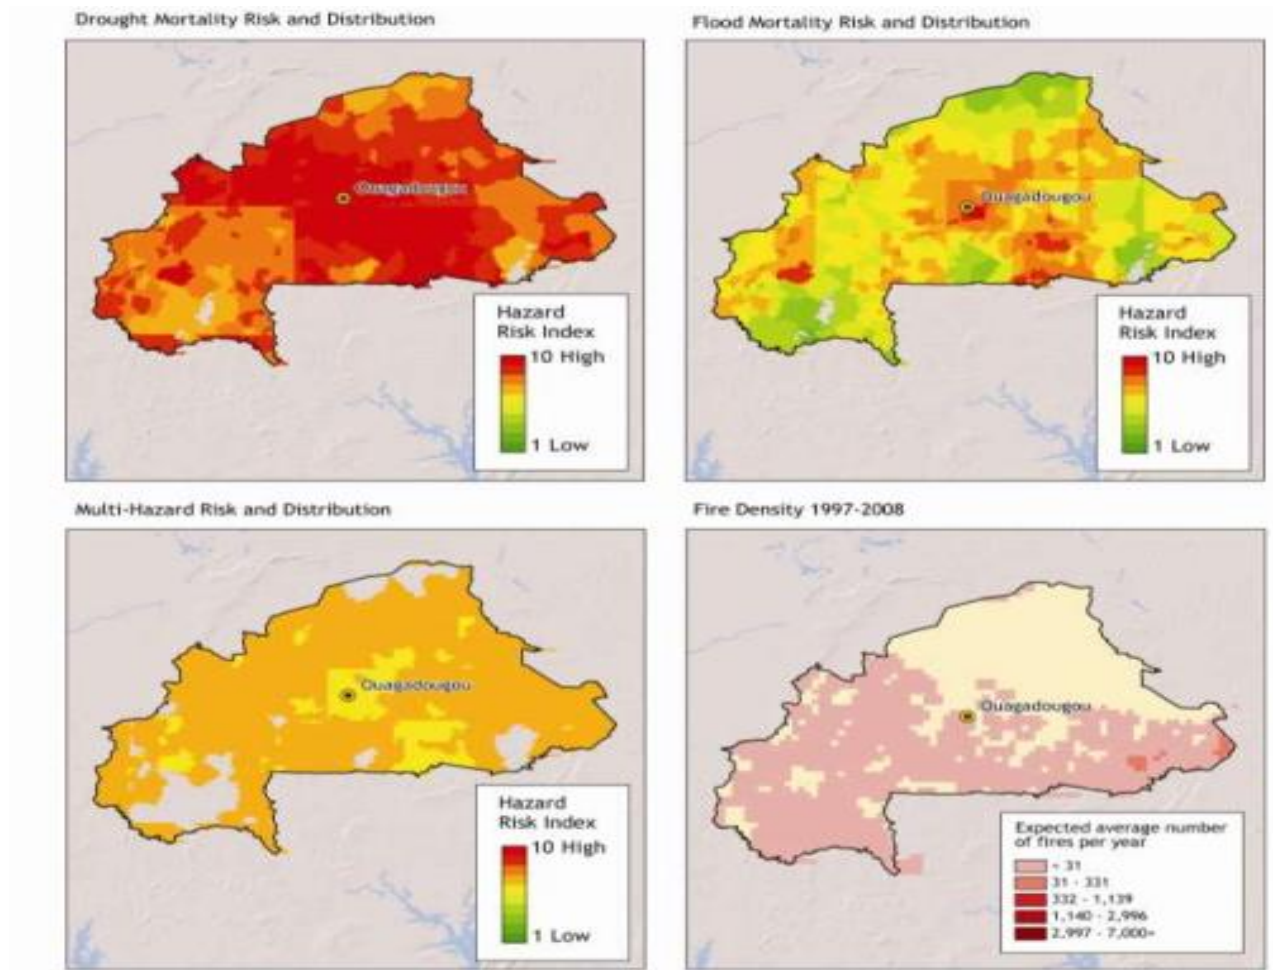 Drought Mortality Risk and Distribution
Ouagadougou
Hazard
Risk Index
10 High
1 Low
Flood Mortality Risk and Distribution
Ouagadougou
Hazard
Risk Index
10 High
1 Low
Multi-Hazard Risk and Distribution
Ouagadougou
Hazard
Risk Index
10 High
1 Low
Fire Density 1997-2008
Ouagadougou
Expected average number
of fires per year
< 31
31 - 331
332 - 1,139
1,140 - 2,996
2,997 - 7,000+